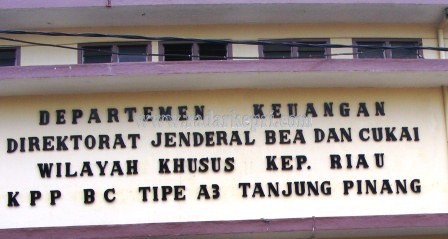 DEPARTEMEN KEUANGAN
DIREKTORAT JENDERAL BEA DAN CUKAI
WILAYAH KHUSUS KEP. RIAU
KPP BC TIPE A3 TANJUNG PINANG